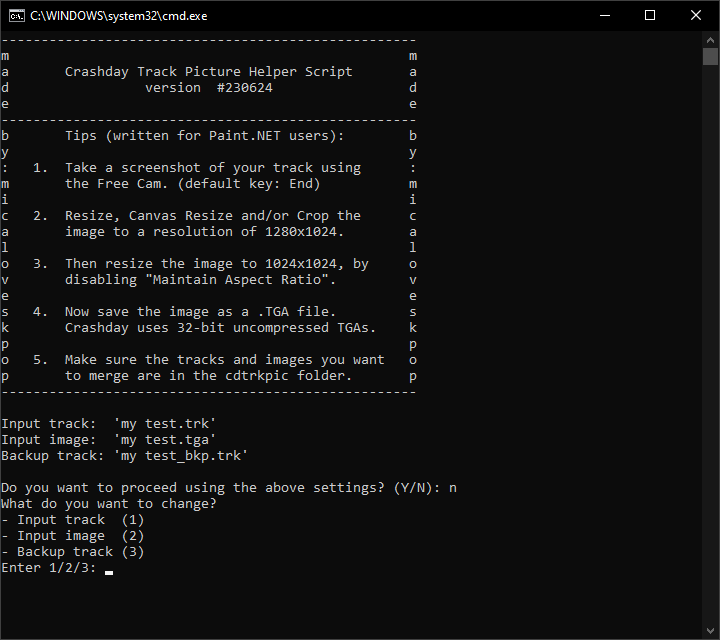 C:\WINDOWS\system32\cmd.exe
----------------------------------------------------
m                                                  m
a       Crashday Track Picture Helper Script       a
d                 version  #230624                 d
e                                                  e
----------------------------------------------------
b       Tips (written for Paint.NET users):        b
y                                                  y
:   1.  Take a screenshot of your track using      :
m       the Free Cam. (default key: End)           m
i                                                  i
c   2.  Resize, Canvas Resize and/or Crop the      c
a       image to a resolution of 1280x1024.        a
l                                                  l
o   3.  Then resize the image to 1024x1024, by     o
v       disabling "Maintain Aspect Ratio".         v
e                                                  e
s   4.  Now save the image as a .TGA file.         s
k       Crashday uses 32-bit uncompressed TGAs.    k
p                                                  p
o   5.  Make sure the tracks and images you want   o
p       to merge are in the cdtrkpic folder.       p
----------------------------------------------------
Input track:  'my test.trk'
Input image:  'my test.tga'
Backup track: 'my test_bkp.trk'
Do you want to proceed using the above settings? (Y/N): n
What do you want to change?
- Input track  (1)
- Input image  (2)
- Backup track (3)
Enter 1/2/3: